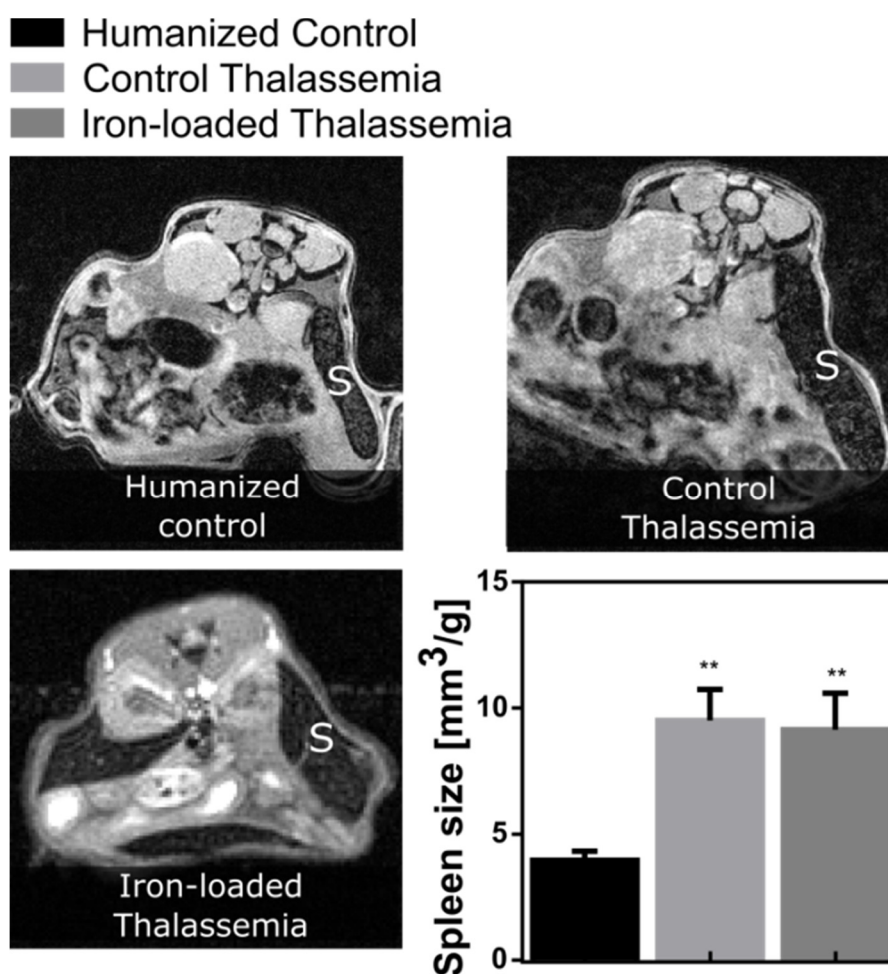 Humanized Control
Control Thalassemia
Iron-loaded Thalassemia
S
Humanized
control
S
Control
Thalassemia
S
Iron-loaded
Thalassemia
Spleen size [mm³/g]
15
10
5
0
**
**